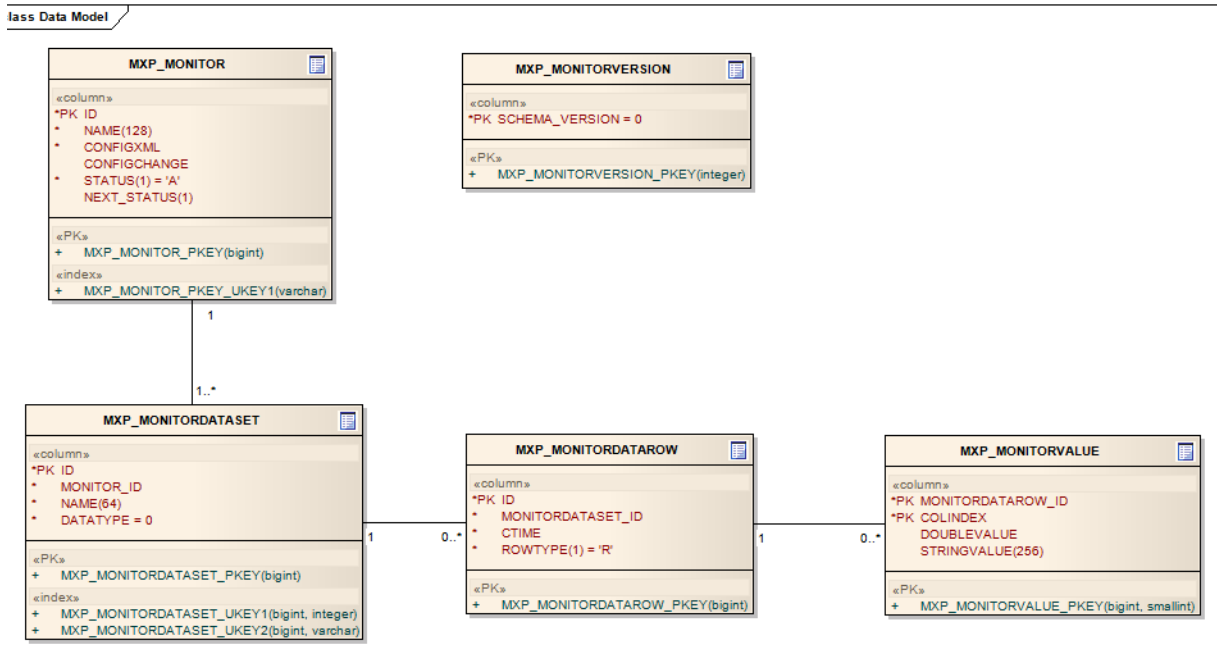 lass Data Model
MXP_MONITOR
«column»
*PK ID
* NAME(128)
* CONFIGXML
CONFIGCHANGE
* STATUS(1) = 'A'
NEXT_STATUS(1)
«PK»
+ MXP_MONITOR_PKEY(bigint)
«index»
+ MXP_MONITOR_PKEY_UKEY1(varchar)
MXP_MONITORVERSION
«column»
*PK SCHEMA_VERSION = 0
«PK»
+ MXP_MONITORVERSION_PKEY(integer)
1
1..*
MXP_MONITORDATASET
«column»
*PK ID
* MONITOR_ID
* NAME(64)
* DATATYPE = 0
«PK»
+ MXP_MONITORDATASET_PKEY(bigint)
«index»
+ MXP_MONITORDATASET_UKEY1(bigint, integer)
+ MXP_MONITORDATASET_UKEY2(bigint, varchar)
1
0..*
MXP_MONITORDATAROW
«column»
*PK ID
* MONITORDATASET_ID
* CTIME
* ROWTYPE(1) = 'R'
«PK»
+ MXP_MONITORDATAROW_PKEY(bigint)
1
0..*
MXP_MONITORVALUE
«column»
*PK MONITORDATAROW_ID
*PK COLINDEX
DOUBLEVALUE
STRINGVALUE(256)
«PK»
+ MXP_MONITORVALUE_PKEY(bigint, smallint)